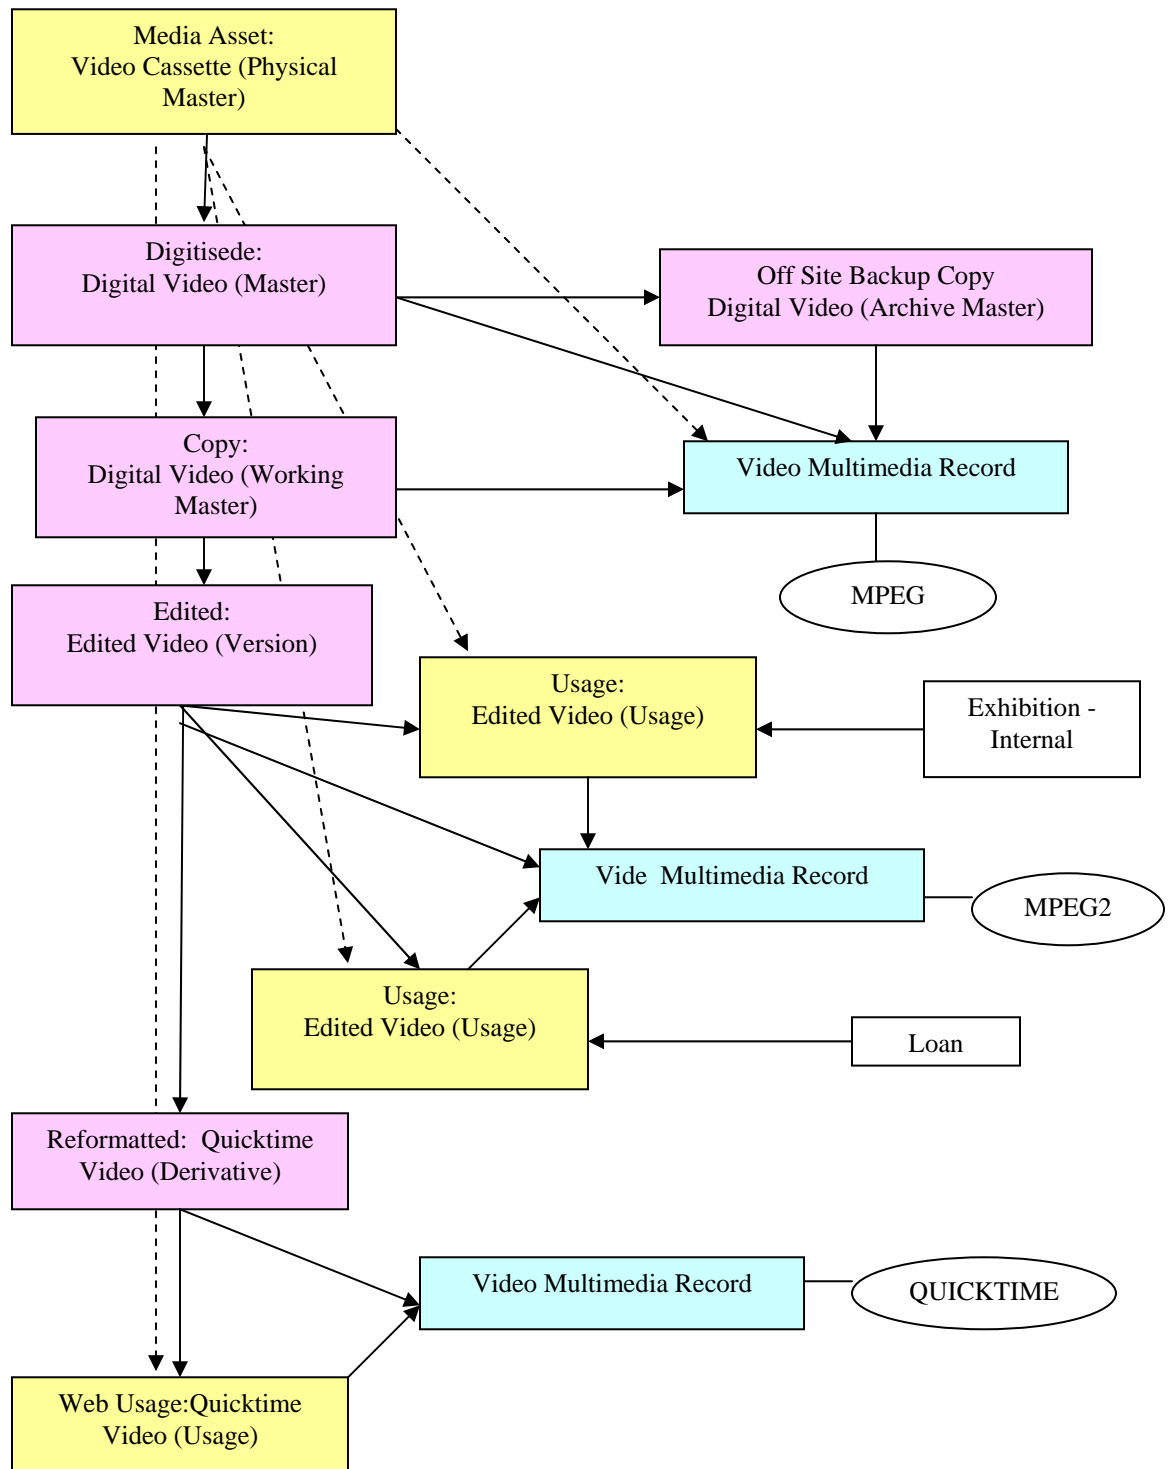 Media Asset:
Video Cassette (Physical
Master)
Digitisede:
Digital Video (Master)
Off Site Backup Copy
Digital Video (Archive Master)
Copy:
Digital Video (Working
Master)
Video Multimedia Record
MPEG
Edited:
Edited Video (Version)
Usage:
Edited Video (Usage)
Exhibition -
Internal
Vide  Multimedia Record
MPEG2
Usage:
Edited Video (Usage)
Loan
Reformatted:  Quicktime
Video (Derivative)
Video Multimedia Record
QUICKTIME
Web Usage:Quicktime
Video (Usage)